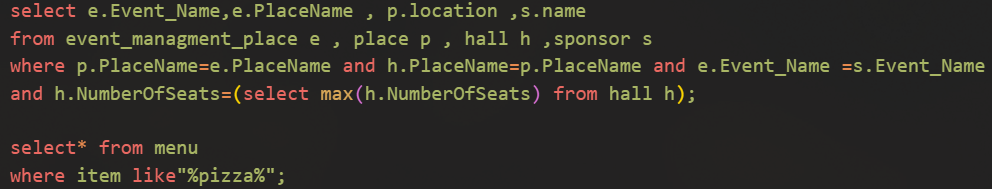 select e.Event_Name,e.PlaceName , p.location ,s.name
from event_managment_place e , place p , hall h ,sponsor s
where p.PlaceName=e.PlaceName and h.PlaceName=p.PlaceName and e.Event_Name =s.Event_Name
and h.NumberOfSeats=(select max(h.NumberOfSeats) from hall h);
select* from menu
where item like"%pizza%";